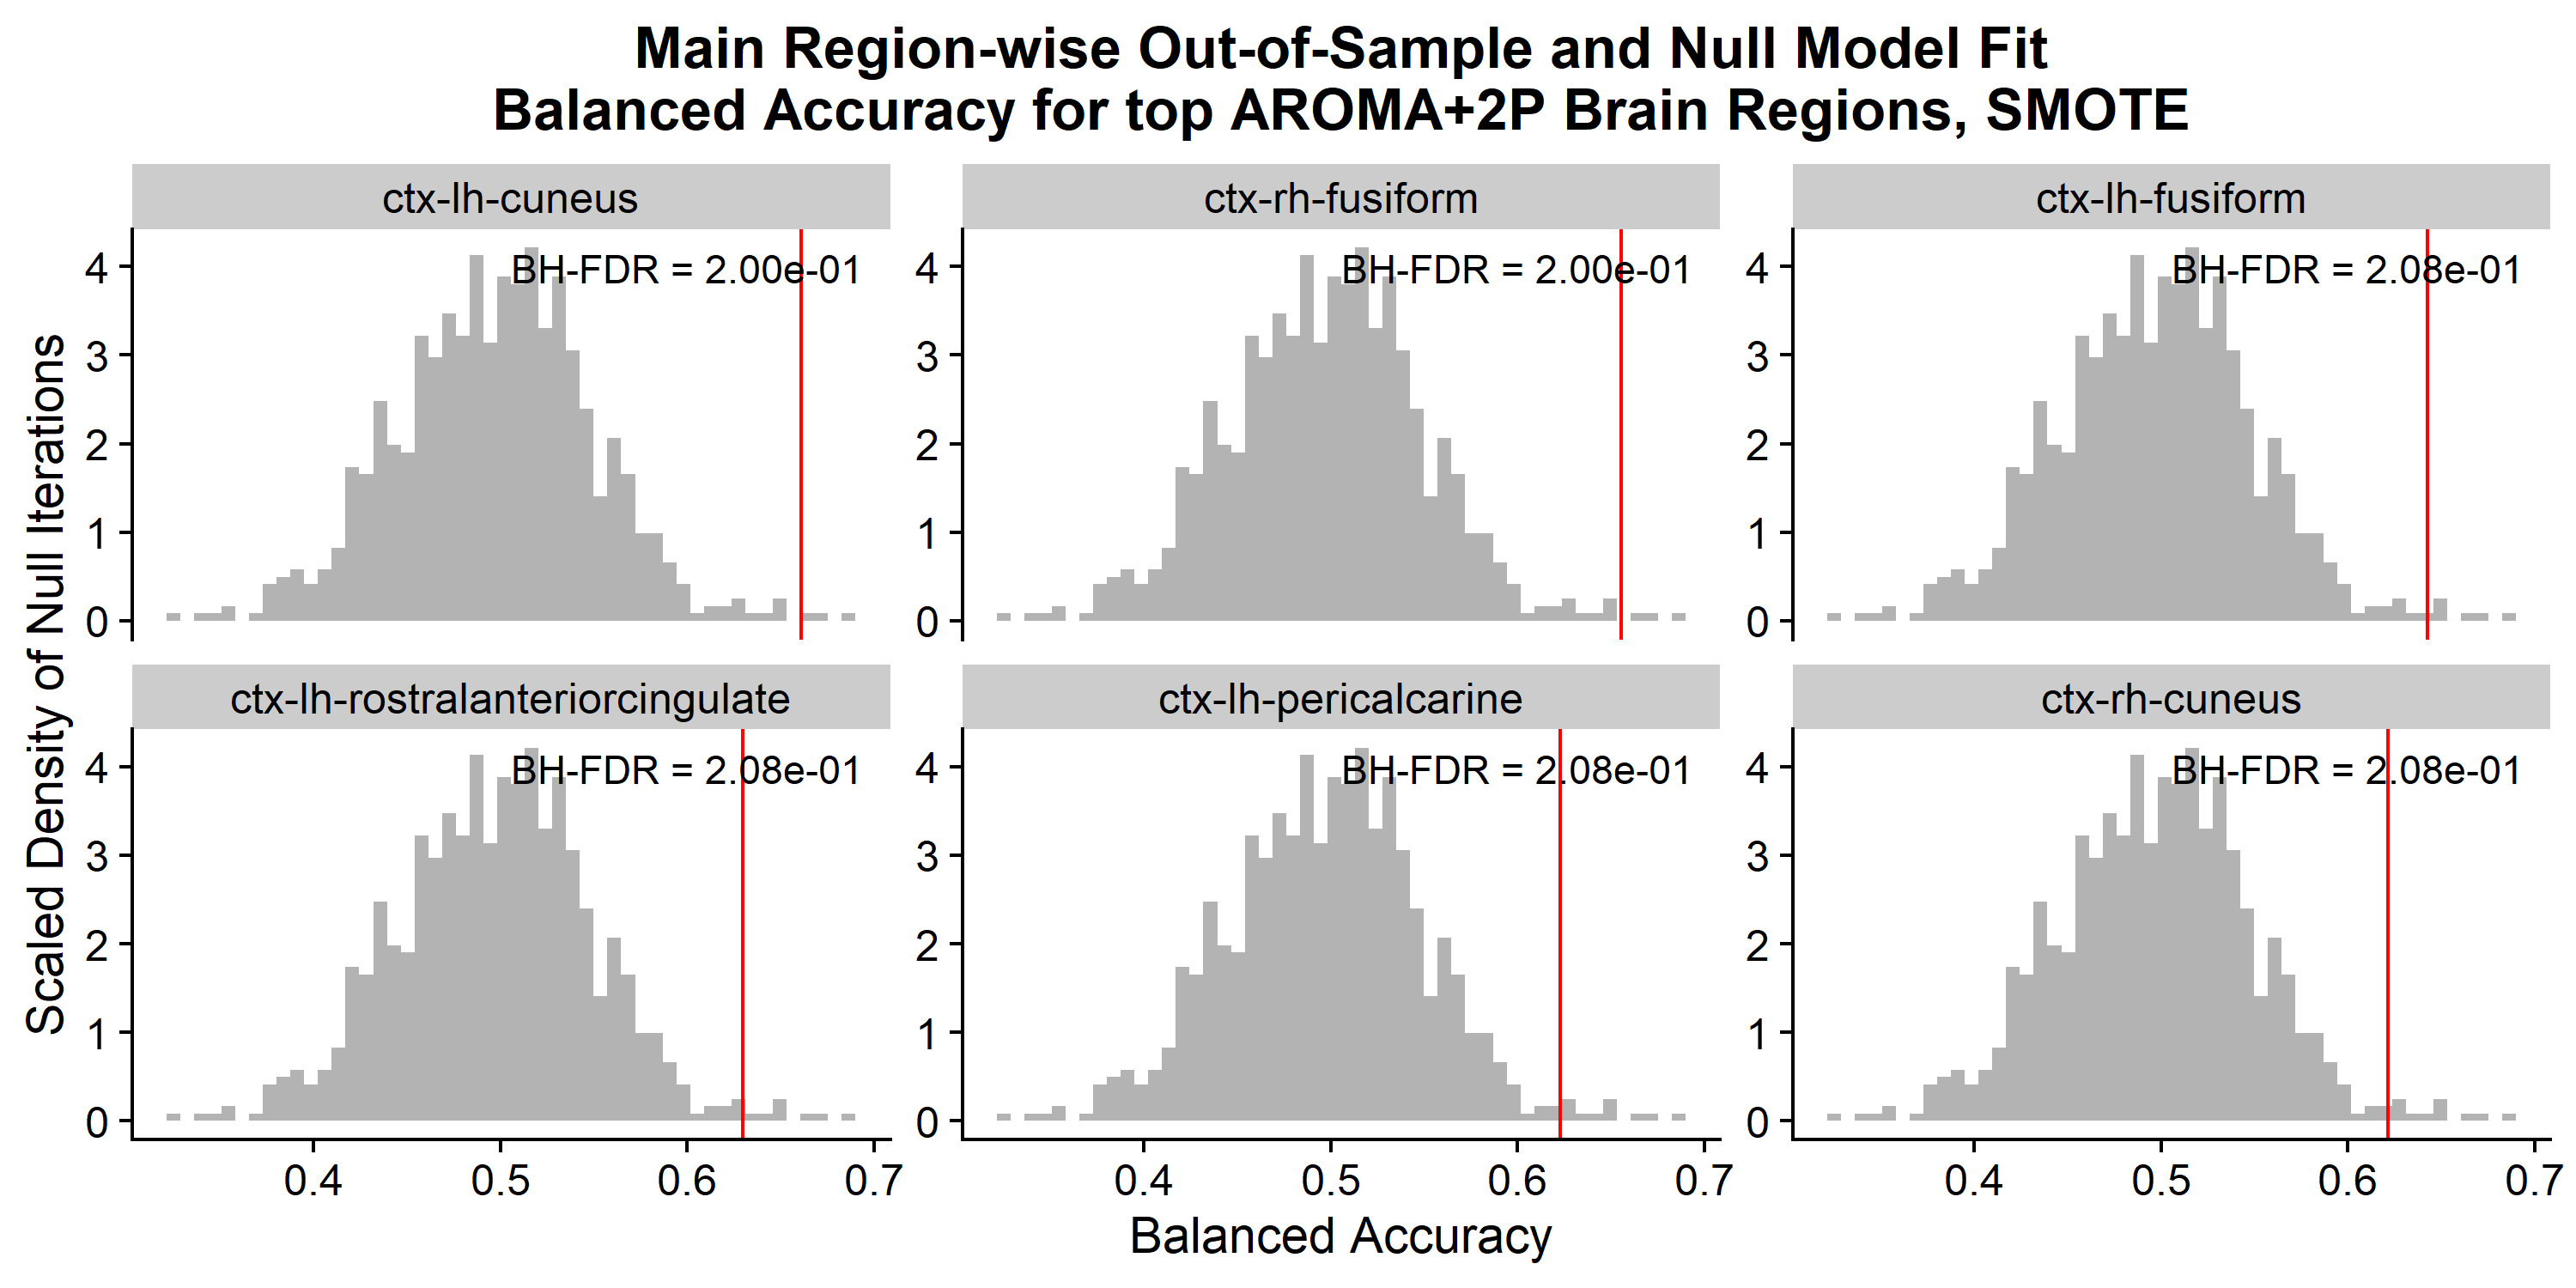 Main Region-wise Out-of-Sample and Null Model Fit
Balanced Accuracy for top AROMA+2P Brain Regions, SMOTE
ctx-lh-cuneus
ctx-rh-fusiform
ctx-lh-fusiform
BH-FDR = 2.00e-01
BH-FDR = 2.00e-01
BH-FDR = 2.08e-01
4
3
2
1
0
4
3
2
1
0
4
3
2
1
0
ctx-lh-rostralanteriorcingulate
ctx-lh-pericalcarine
ctx-rh-cuneus
BH-FDR = 2.08e-01
BH-FDR = 2.08e-01
BH-FDR = 2.08e-01
4
3
2
1
0
4
3
2
1
0
4
3
2
1
0
0.4 0.5 0.6 0.7
0.4 0.5 0.6 0.7
0.4 0.5 0.6 0.7
Scaled Density of Null Iterations
Balanced Accuracy